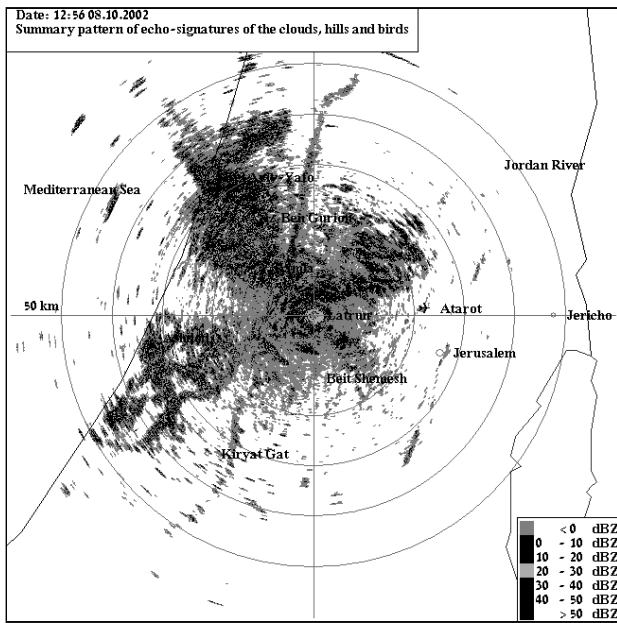 Date: 12:56 08.10.2002
Summary pattern of echo-signatures of the clouds, hills and birds
Jordan River
Mediterranean Sea
Ben Gurion
50 km
Latrun
Atarot
Jericho
Jerusalem
Beit Shemesh
Kiryat Gat
< 0 dBZ
0 - 10 dBZ
10 - 20 dBZ
20 - 30 dBZ
30 - 40 dBZ
40 - 50 dBZ
> 50 dBZ